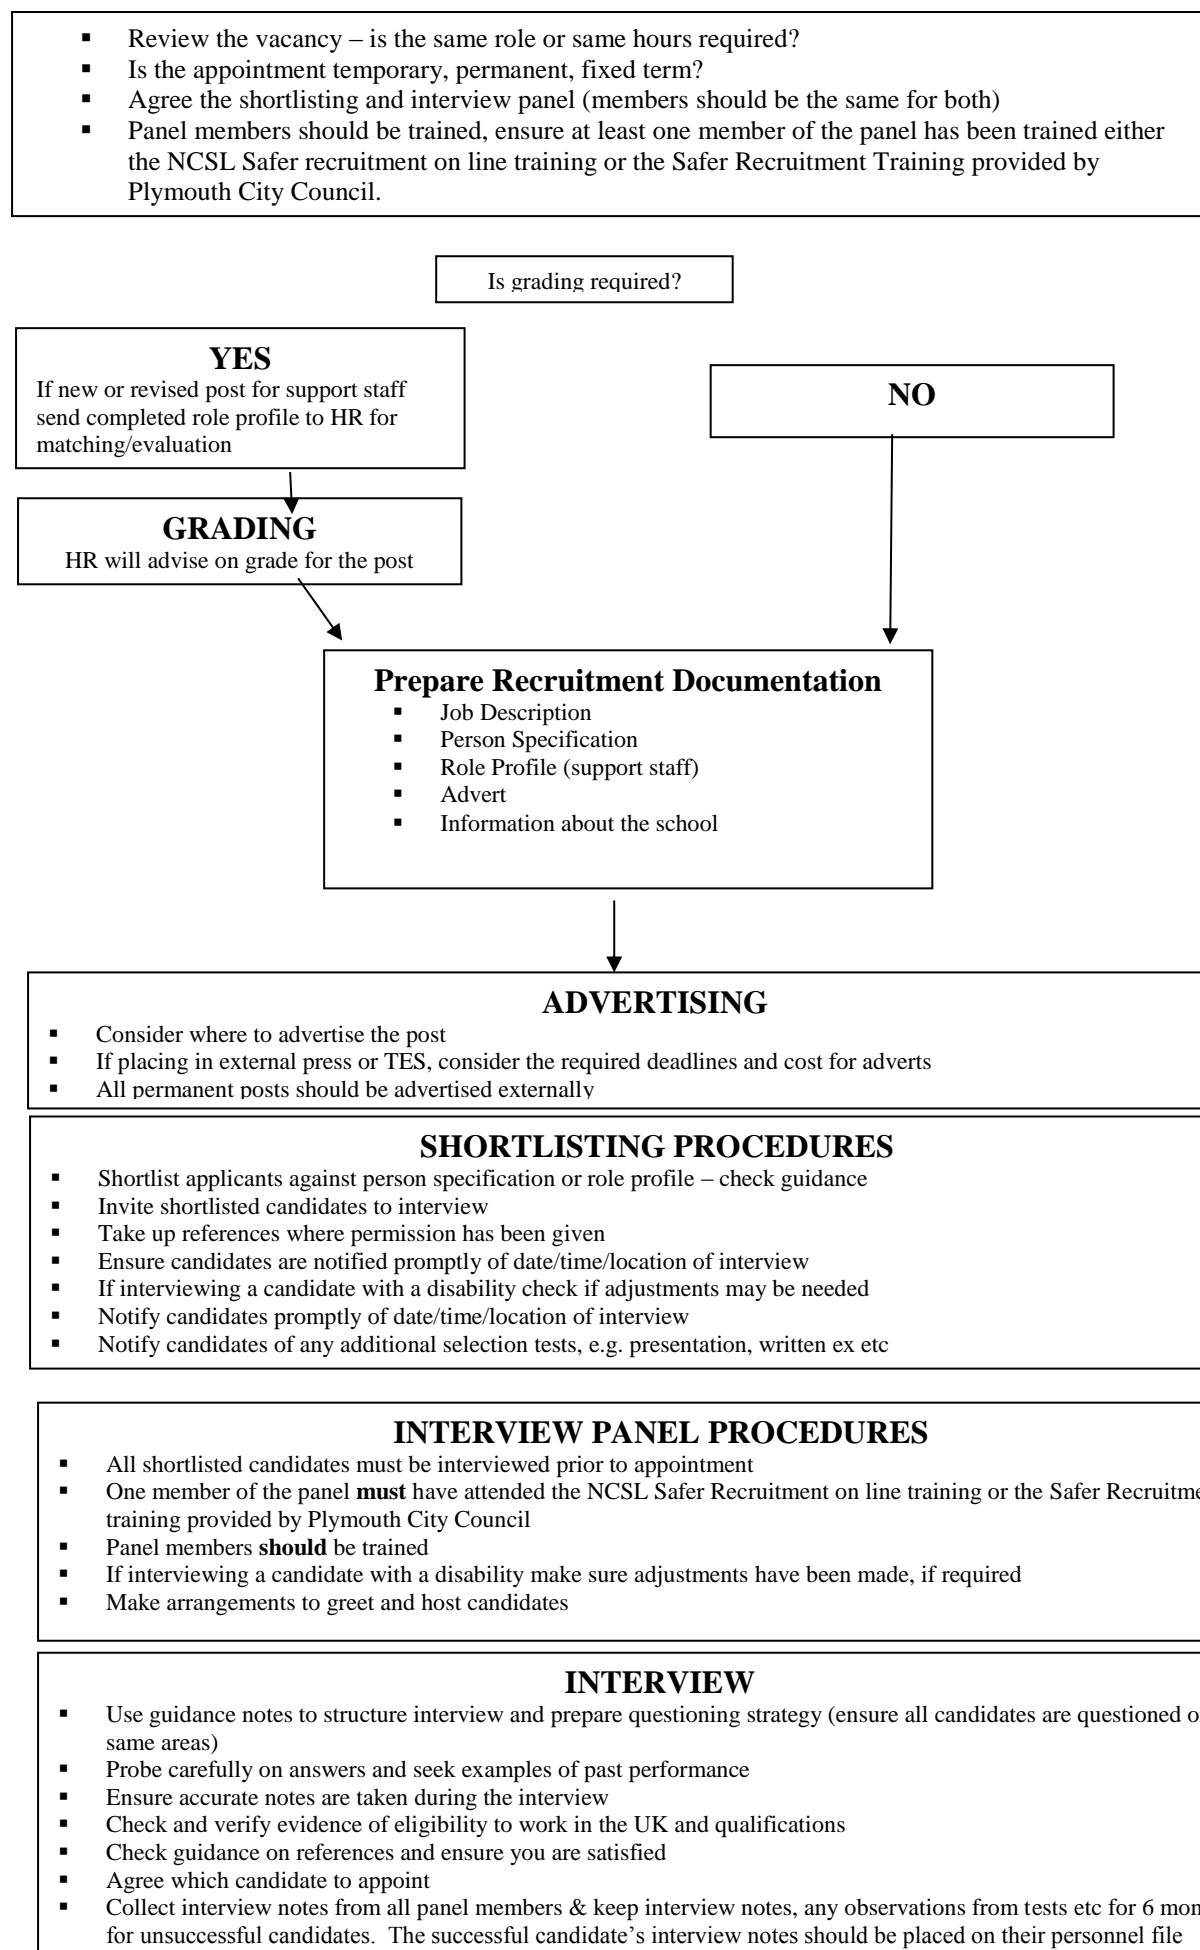 ▪ Review the vacancy – is the same role or same hours required?
▪ Is the appointment temporary, permanent, fixed term?
▪ Agree the shortlisting and interview panel (members should be the same for both)
▪ Panel members should be trained, ensure at least one member of the panel has been trained either
the NCSL Safer recruitment on line training or the Safer Recruitment Training provided by
Plymouth City Council.
Is grading required?
YES
If new or revised post for support staff
send completed role profile to HR for
matching/evaluation
NO
GRADING
HR will advise on grade for the post
Prepare Recruitment Documentation
▪ Job Description
▪ Person Specification
▪ Role Profile (support staff)
▪ Advert
▪ Information about the school
ADVERTISING
▪ Consider where to advertise the post
▪ If placing in external press or TES, consider the required deadlines and cost for adverts
▪ All permanent posts should be advertised externally
SHORTLISTING PROCEDURES
▪ Shortlist applicants against person specification or role profile – check guidance
▪ Invite shortlisted candidates to interview
▪ Take up references where permission has been given
▪ Ensure candidates are notified promptly of date/time/location of interview
▪ If interviewing a candidate with a disability check if adjustments may be needed
▪ Notify candidates promptly of date/time/location of interview
▪ Notify candidates of any additional selection tests, e.g. presentation, written ex etc
INTERVIEW PANEL PROCEDURES
▪ All shortlisted candidates must be interviewed prior to appointment
▪ One member of the panel must have attended the NCSL Safer Recruitment on line training or the Safer
training provided by Plymouth City Council
▪ Panel members should be trained
▪ If interviewing a candidate with a disability make sure adjustments have been made, if required
▪ Make arrangements to greet and host candidates
INTERVIEW
▪ Use guidance notes to structure interview and prepare questioning strategy (ensure all candidates are questioned
same areas)
▪ Probe carefully on answers and seek examples of past performance
▪ Ensure accurate notes are taken during the interview
▪ Check and verify evidence of eligibility to work in the UK and qualifications
▪ Check guidance on references and ensure you are satisfied
▪ Agree which candidate to appoint
▪ Collect interview notes from all panel members & keep interview notes, any observations from tests etc for 6
for unsuccessful candidates. The successful candidate's interview notes should be placed on their personnel file